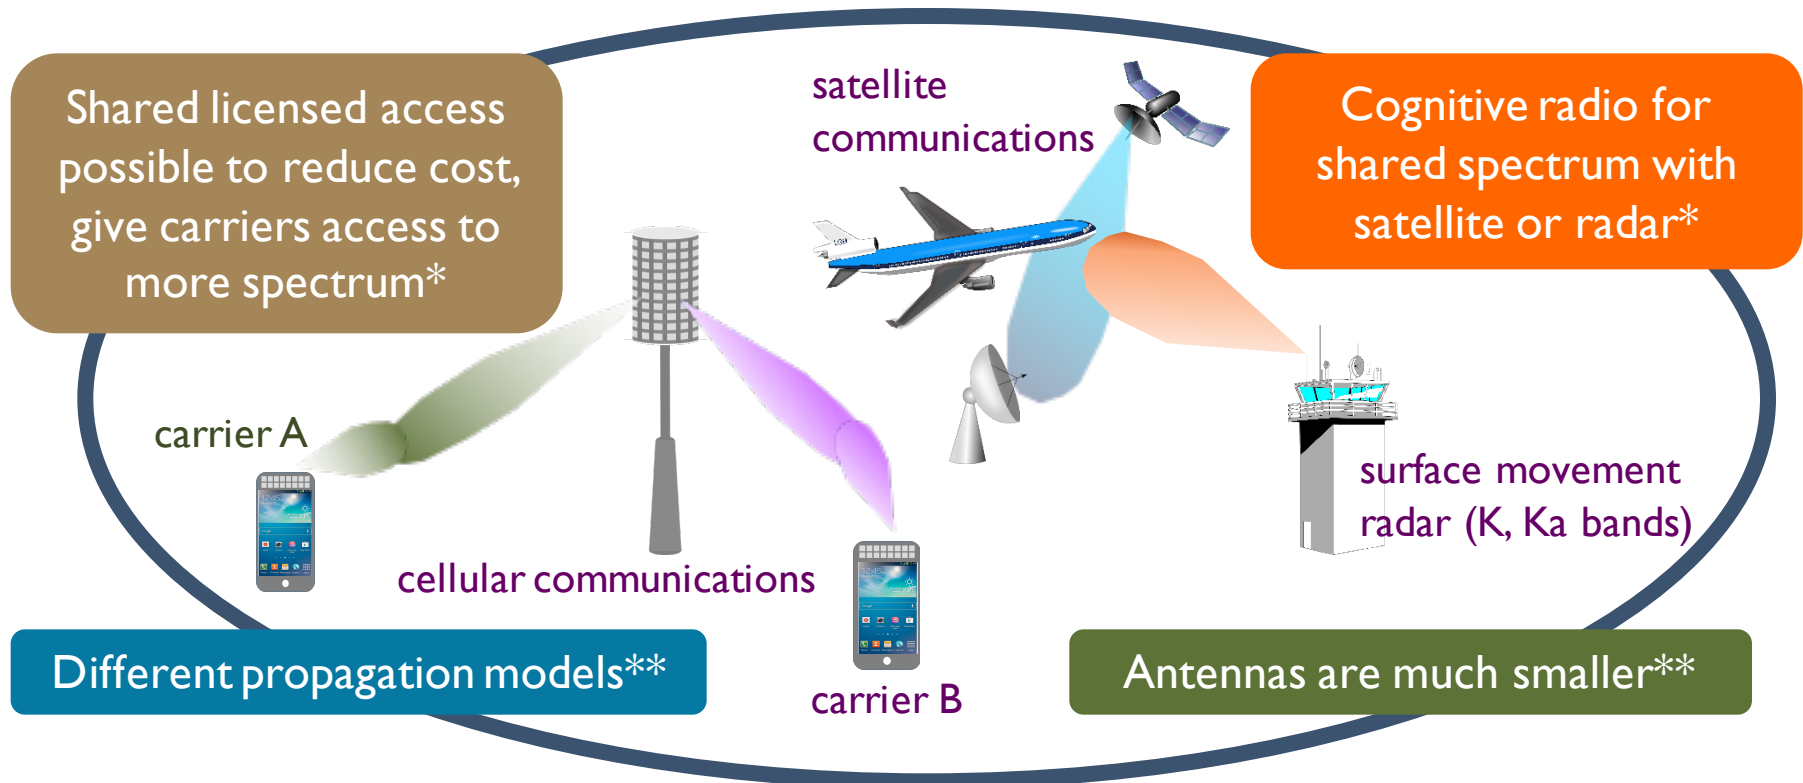 Shared licensed access
possible to reduce cost,
give carriers access to
more spectrum*
satellite
communications
Cognitive radio for
shared spectrum with
satellite or radar*
carrier A
surface movement
radar (K, Ka bands)
cellular communications
carrier B
Different propagation models**
Antennas are much smaller**